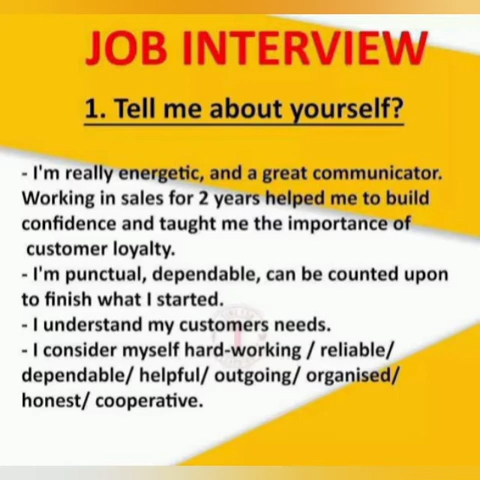 JOB INTERVIEW
1. Tell me about yourself?
- I'm really energetic, and a great communicator.
Working in sales for 2 years helped me to build
confidence and taught me the importance of
customer loyalty.
- I'm punctual, dependable, can be counted upon
to finish what I started.
- I understand my customers needs.
- I consider myself hard-working / reliable/
dependable/ helpful/ outgoing/ organised/
honest/ cooperative.